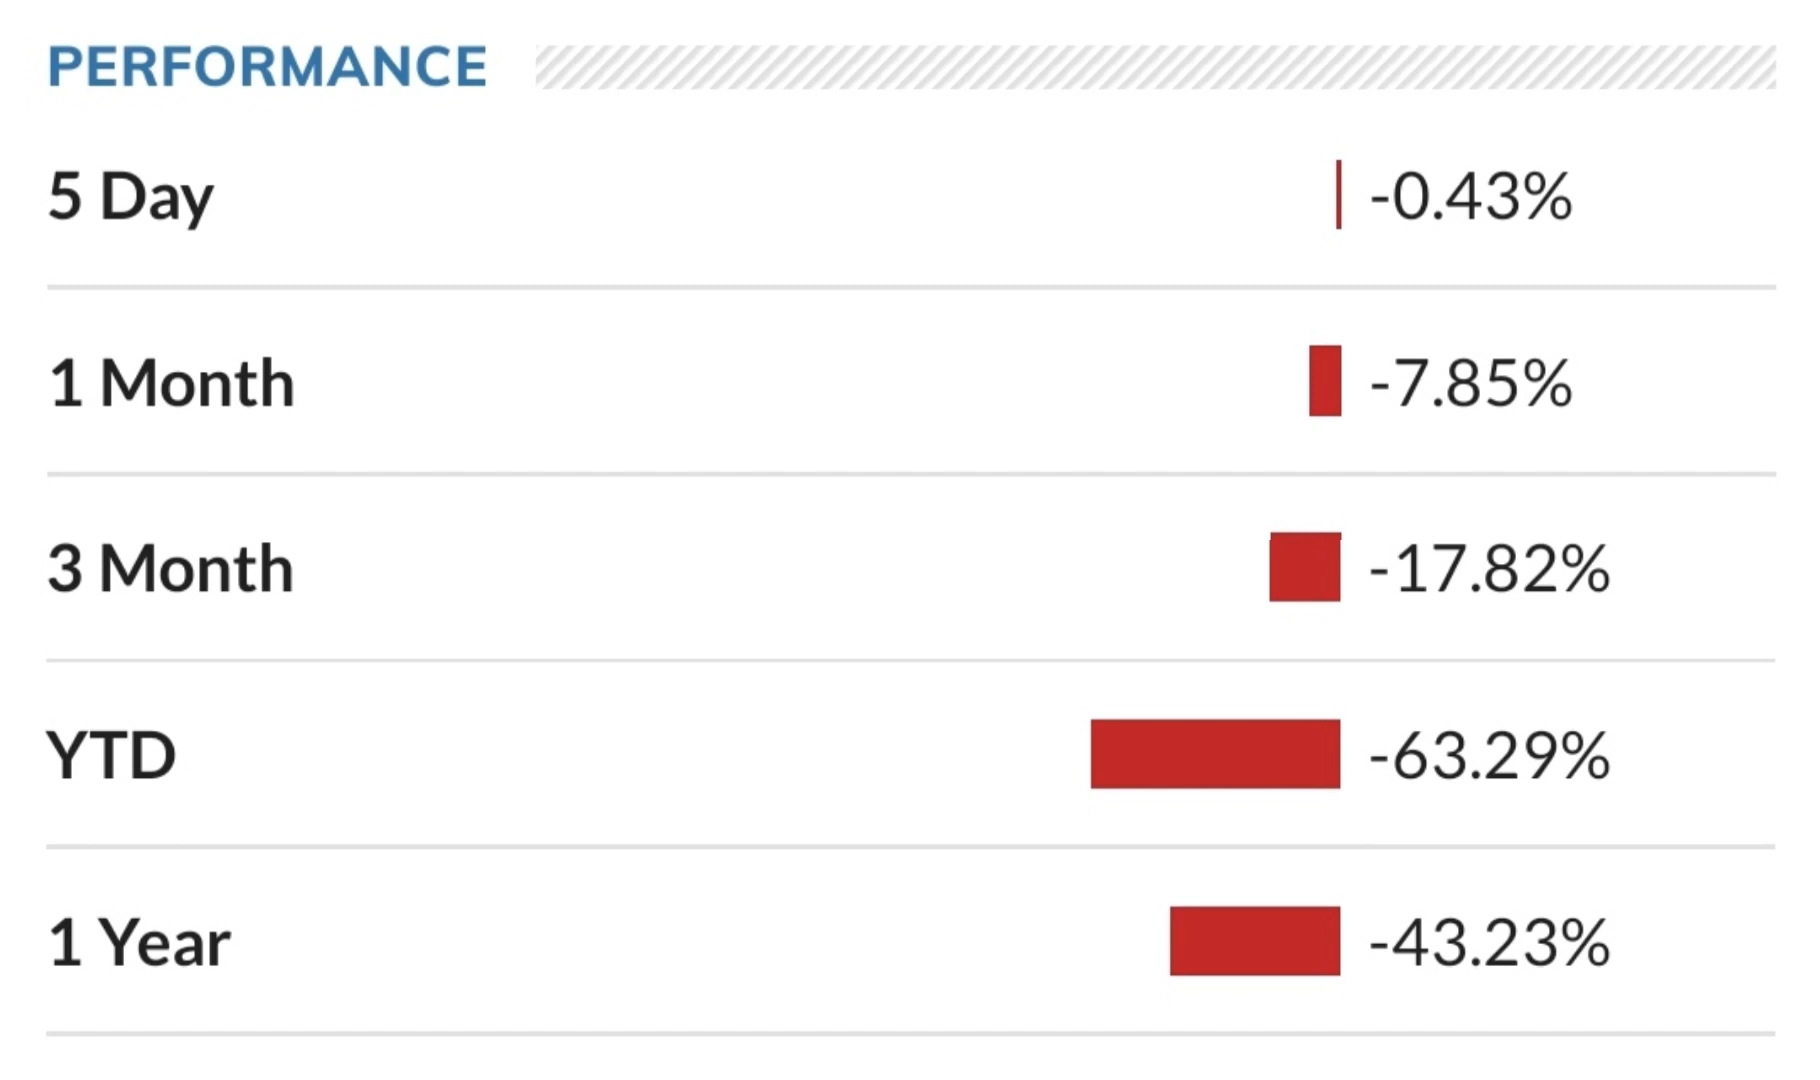 PERFORMANCE
5 Day -0.43%
1 Month -7.85%
3 Month -17.82%
YTD -63.29%
1 Year -43.23%